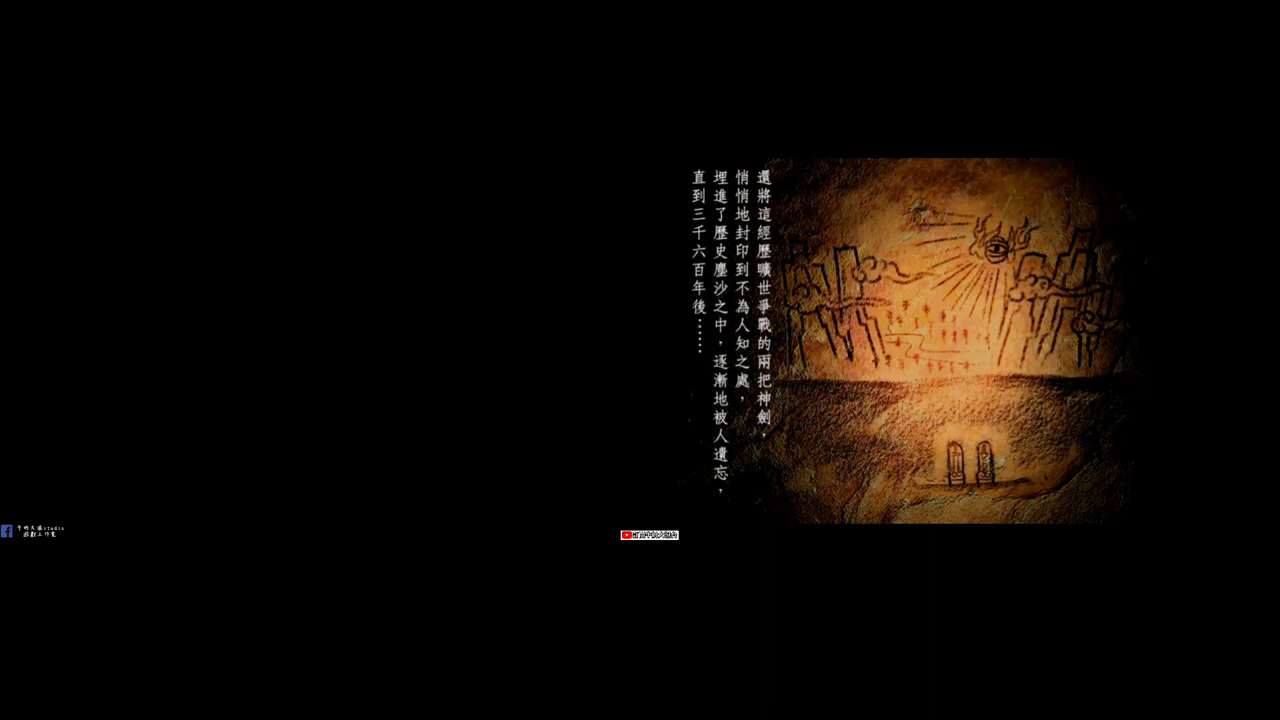 還將這經歷曠世爭戰的兩把神劍，
悄悄地封印到不為人知之處，
埋進了歷史塵沙之中，逐漸地被人遺忘，
直到三千六百年後……